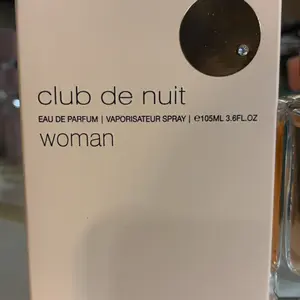 club de nuit
EAU DE PARFUM | VAPORISATEUR SPRAY | ℮105ML 3.6FL.OZ
woman